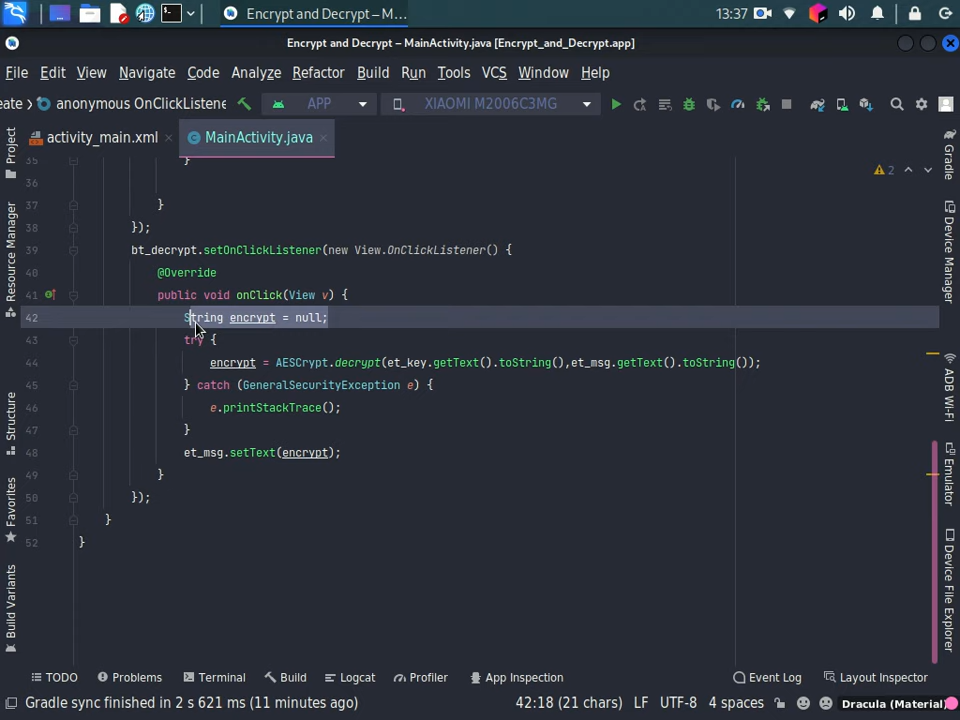 Encrypt and Decrypt – M... 13:37
Encrypt and Decrypt – MainActivity.java [Encrypt_and_Decrypt.app]
File Edit View Navigate Code Analyze Refactor Build Run Tools VCS Window Help
eate anonymous OnClickListene APP XIAOMI M2006C3MG
activity_main.xml MainActivity.java
2
35 }
36
37 }
38 });
39 bt_decrypt.setOnClickListener(new View.OnClickListener() {
40 @Override
41 public void onClick(View v) {
42 String encrypt = null;
43 try {
44 encrypt = AESCrypt.decrypt(et_key.getText().toString(),et_msg.getText().toString());
45 } catch (GeneralSecurityException e) {
46 e.printStackTrace();
47 }
48 et_msg.setText(encrypt);
49 }
50 });
51 }
52 }
Project
Resource Manager
Structure
Favorites
Build Variants
Gradle
Device Manager
ADB Wi-Fi
Emulator
Device File Explorer
TODO Problems Terminal Build Logcat Profiler App Inspection Event Log Layout Inspector
Gradle sync finished in 2 s 621 ms (11 minutes ago) 42:18 (21 chars) LF UTF-8 4 spaces Dracula (Material)